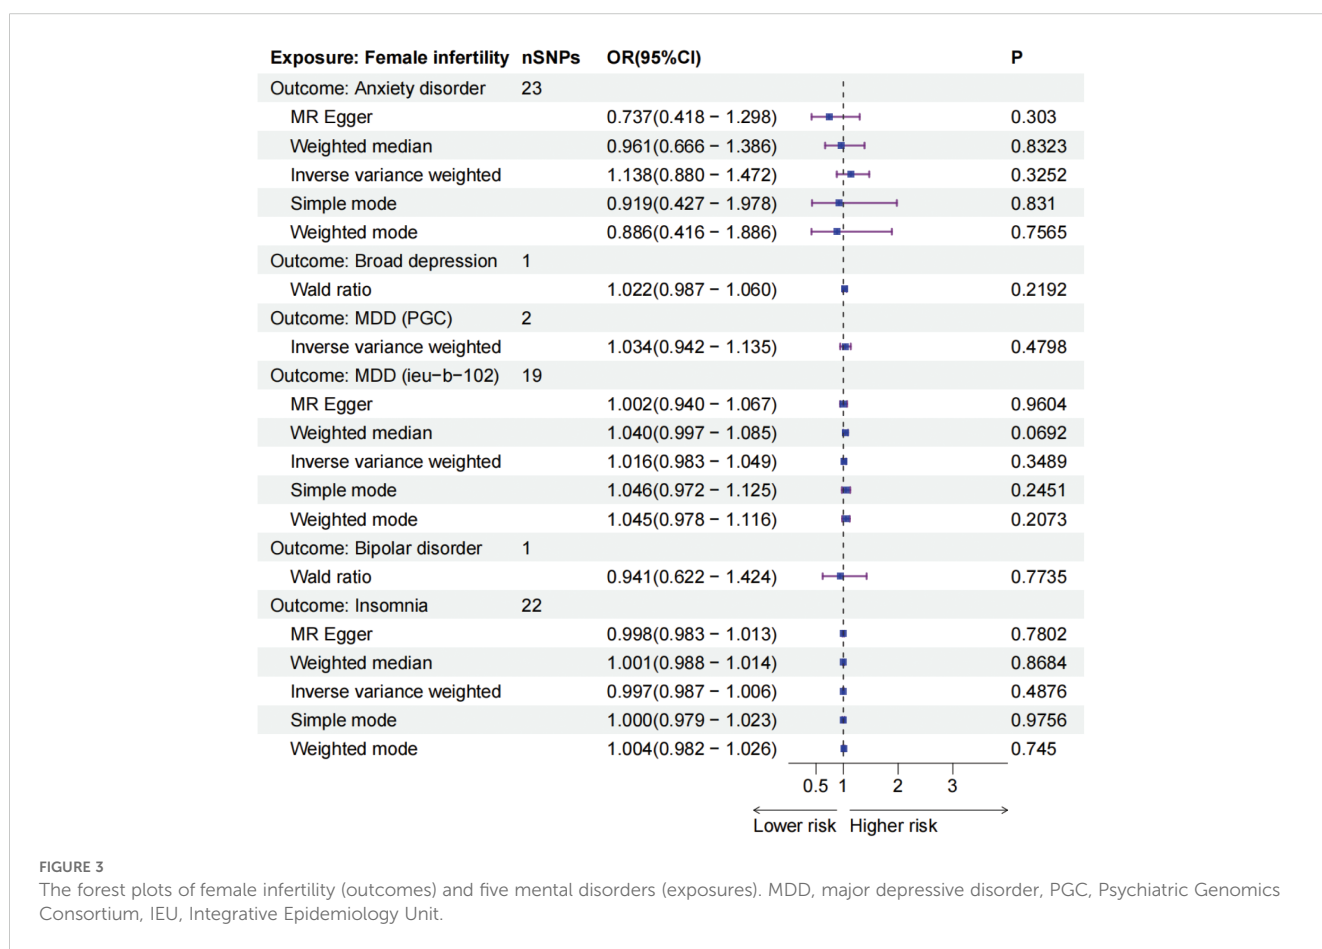 Exposure: Female infertility nSNPs OR(95%CI) P
Outcome: Anxiety disorder 23
MR Egger 0.737(0.418 − 1.298) 0.303
Weighted median 0.961(0.666 − 1.386) 0.8323
Inverse variance weighted 1.138(0.880 − 1.472) 0.3252
Simple mode 0.919(0.427 − 1.978) 0.831
Weighted mode 0.886(0.416 − 1.886) 0.7565
Outcome: Broad depression 1
Wald ratio 1.022(0.987 − 1.060) 0.2192
Outcome: MDD (PGC) 2
Inverse variance weighted 1.034(0.942 − 1.135) 0.4798
Outcome: MDD (ieu−b−102) 19
MR Egger 1.002(0.940 − 1.067) 0.9604
Weighted median 1.040(0.997 − 1.085) 0.0692
Inverse variance weighted 1.016(0.983 − 1.049) 0.3489
Simple mode 1.046(0.972 − 1.125) 0.2451
Weighted mode 1.045(0.978 − 1.116) 0.2073
Outcome: Bipolar disorder 1
Wald ratio 0.941(0.622 − 1.424) 0.7735
Outcome: Insomnia 22
MR Egger 0.998(0.983 − 1.013) 0.7802
Weighted median 1.001(0.988 − 1.014) 0.8684
Inverse variance weighted 0.997(0.987 − 1.006) 0.4876
Simple mode 1.000(0.979 − 1.023) 0.9756
Weighted mode 1.004(0.982 − 1.026) 0.745
0.5 1 2 3
Lower risk Higher risk
FIGURE 3
The forest plots of female infertility (outcomes) and five mental disorders (exposures). MDD, major depressive disorder, PGC, Psychiatric Genomics
Consortium, IEU, Integrative Epidemiology Unit.